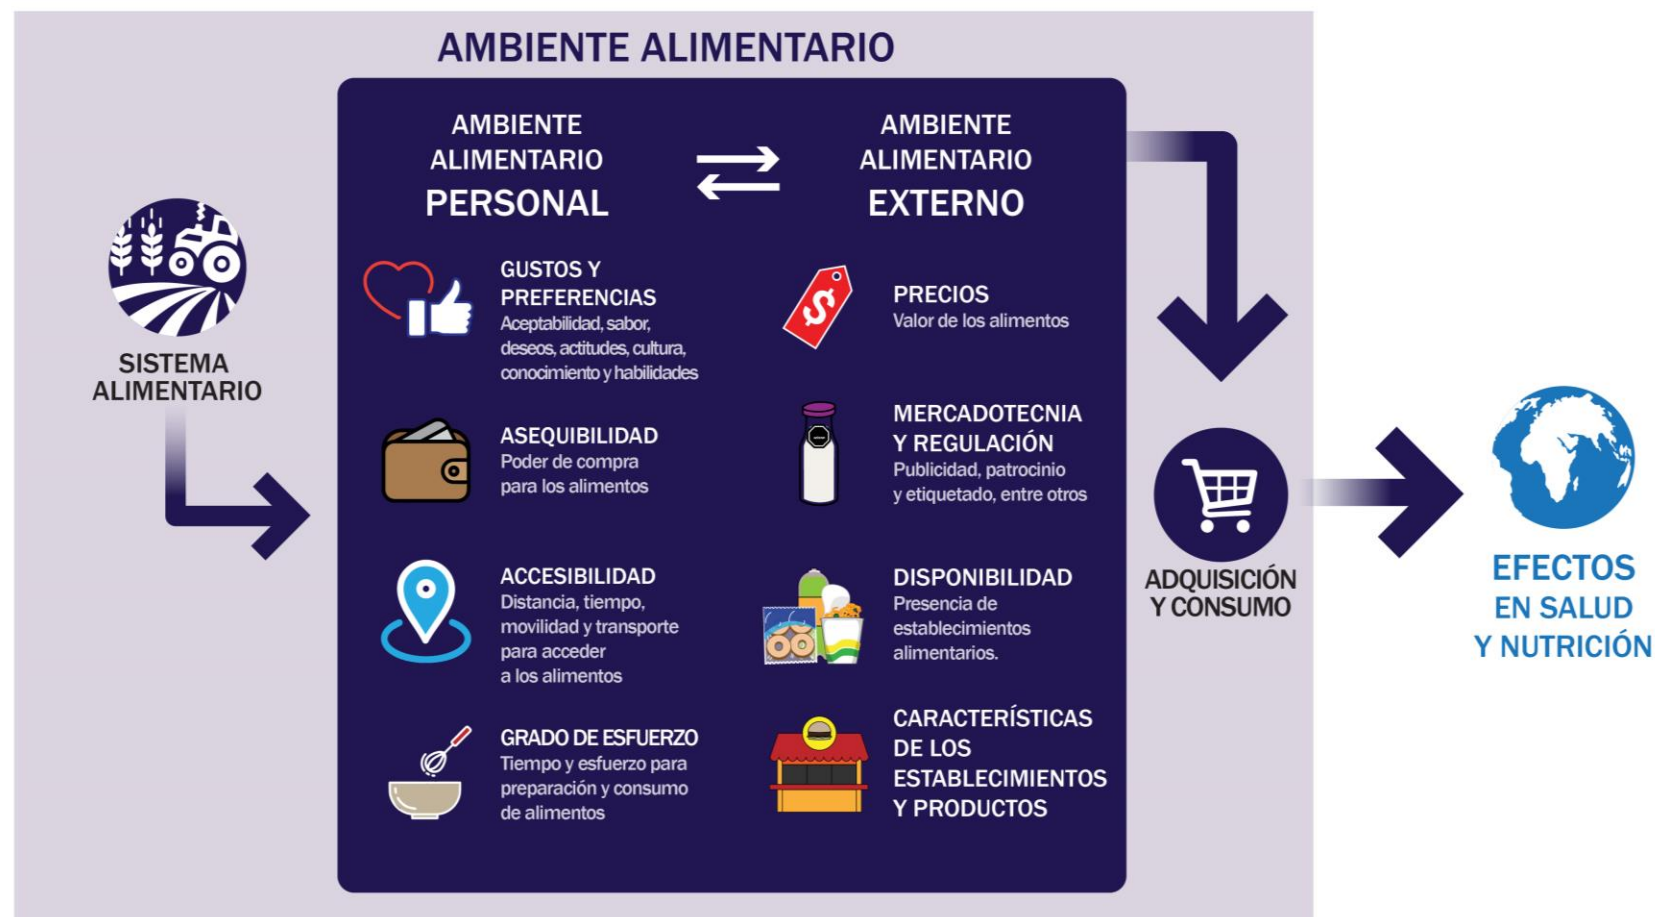 AMBIENTE ALIMENTARIO
SISTEMA
ALIMENTARIO
AMBIENTE
ALIMENTARIO
PERSONAL
GUSTOS Y
PREFERENCIAS
Aceptabilidad, sabor,
deseos, actitudes, cultura,
conocimiento y habilidades
ASEQUIBILIDAD
Poder de compra
para los alimentos
ACCESIBILIDAD
Distancia, tiempo,
movilidad y transporte
para acceder
a los alimentos
GRADO DE ESFUERZO
Tiempo y esfuerzo para
preparación y consumo
de alimentos
AMBIENTE
ALIMENTARIO
EXTERNO
$
PRECIOS
Valor de los alimentos
MERCADOTECNIA
Y REGULACIÓN
Publicidad, patrocinio
y etiquetado, entre otros
DISPONIBILIDAD
Presencia de
establecimientos
alimentarios.
CARACTERÍSTICAS
DE LOS
ESTABLECIMIENTOS
Y PRODUCTOS
ADQUISICIÓN
Y CONSUMO
EFECTOS
EN SALUD
Y NUTRICIÓN